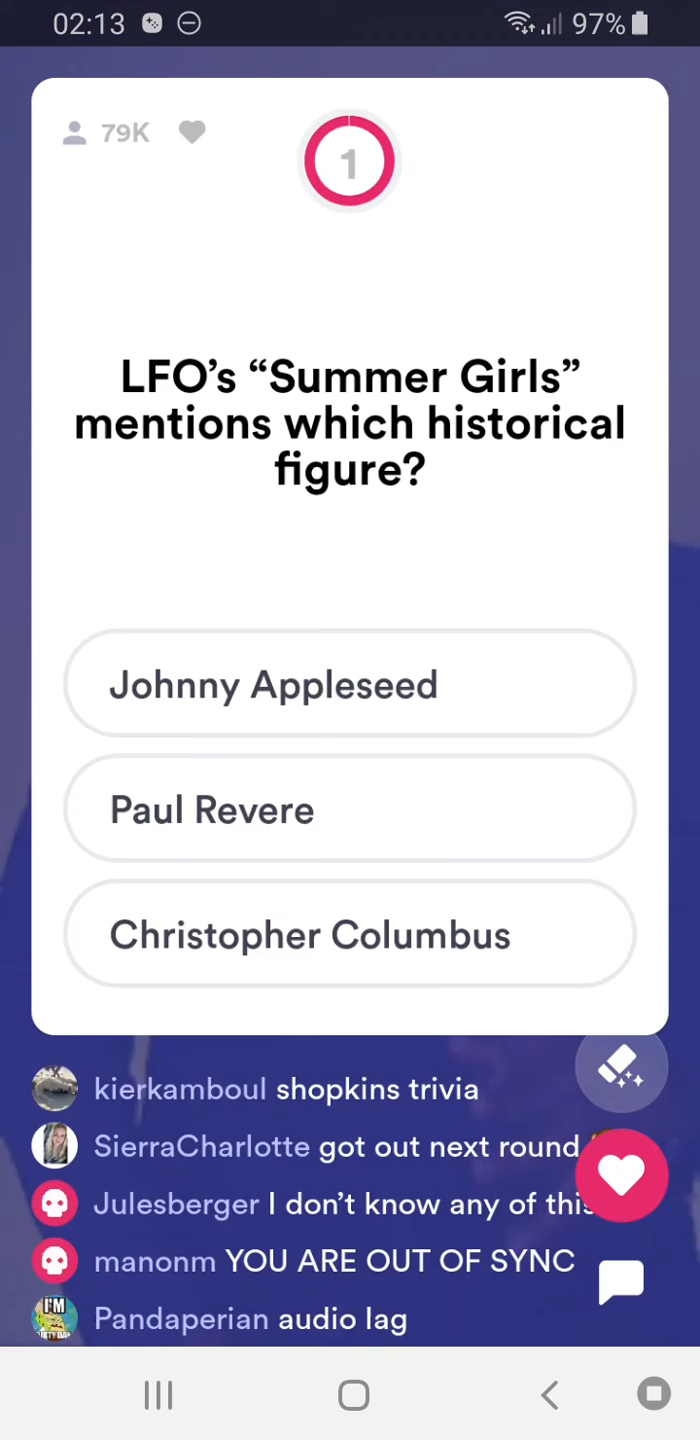 02:13 97%
79K
1
LFO’s “Summer Girls”
mentions which historical
figure?
Johnny Appleseed
Paul Revere
Christopher Columbus
kierkamboul shopkins trivia
SierraCharlotte got out next round
Julesberger I don’t know any of this
manonm YOU ARE OUT OF SYNC
I'M
Pandaperian audio lag